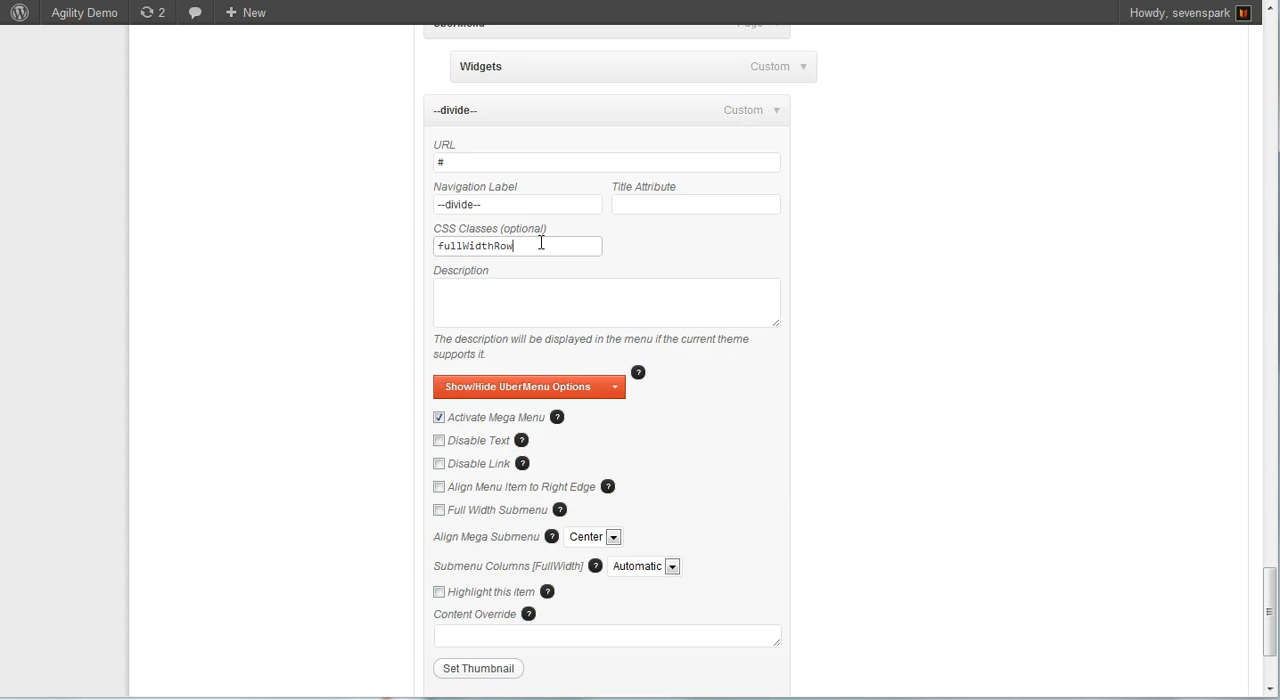 Agility Demo 2 + New Howdy, sevenspark
Widgets Custom
--divide-- Custom
URL
#
Navigation Label Title Attribute
--divide--
CSS Classes (optional)
fullWidthRow
Description
The description will be displayed in the menu if the current theme
supports it.
?
Show/Hide UberMenu Options
Activate Mega Menu ?
Disable Text ?
Disable Link ?
Align Menu Item to Right Edge ?
Full Width Submenu ?
Align Mega Submenu ? Center
Submenu Columns [FullWidth] ? Automatic
Highlight this item ?
Content Override ?
Set Thumbnail